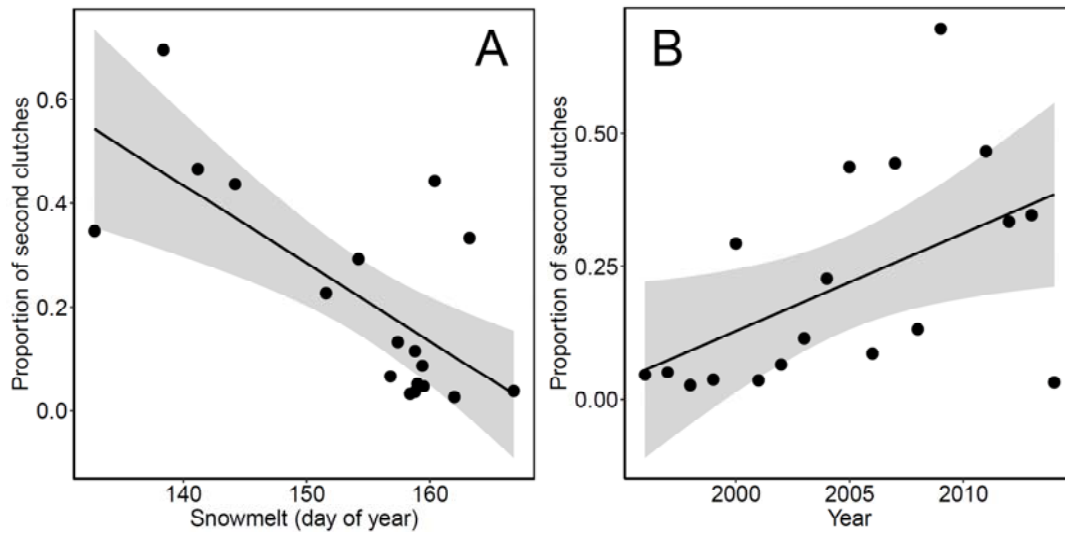 A
Proportion of second clutches
0.6
0.4
0.2
0.0
140
150
160
Snowmelt (day of year)
B
Proportion of second clutches
0.50
0.25
0.00
2000
2005
2010
Year